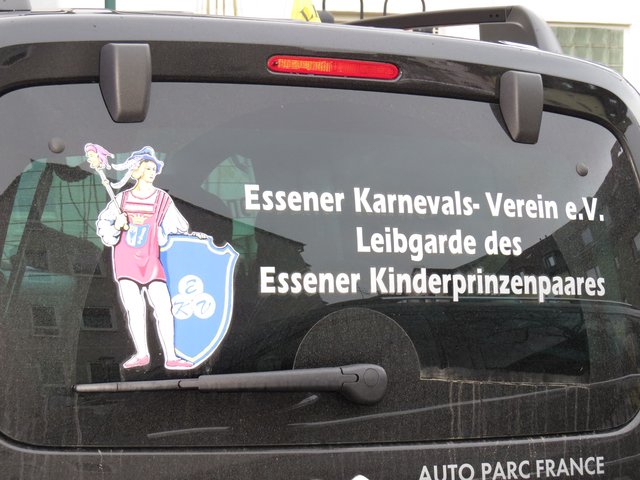 Essener Karnevals- Verein e.V.
Leibgarde des
Essener Kinderprinzenpaares
E
K V
AUTO PARC FRANCE